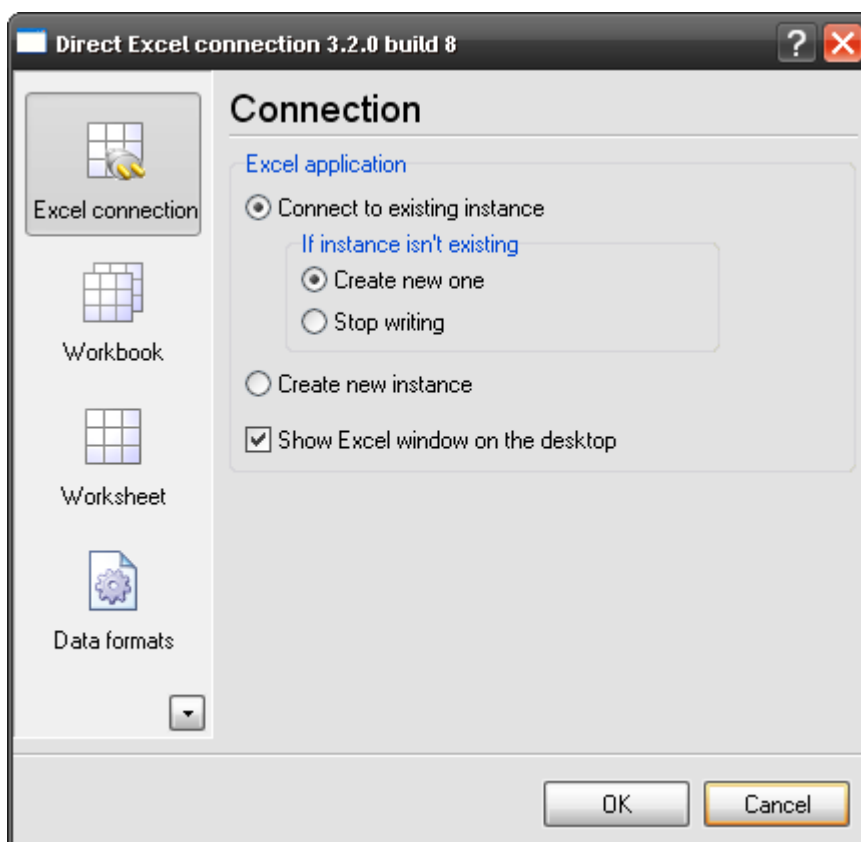 Direct Excel connection 3.2.0 build 8
?
Excel connection
Workbook
Worksheet
Data formats
Connection
Excel application
Connect to existing instance
If instance isn't existing
Create new one
Stop writing
Create new instance
Show Excel window on the desktop
OK
Cancel